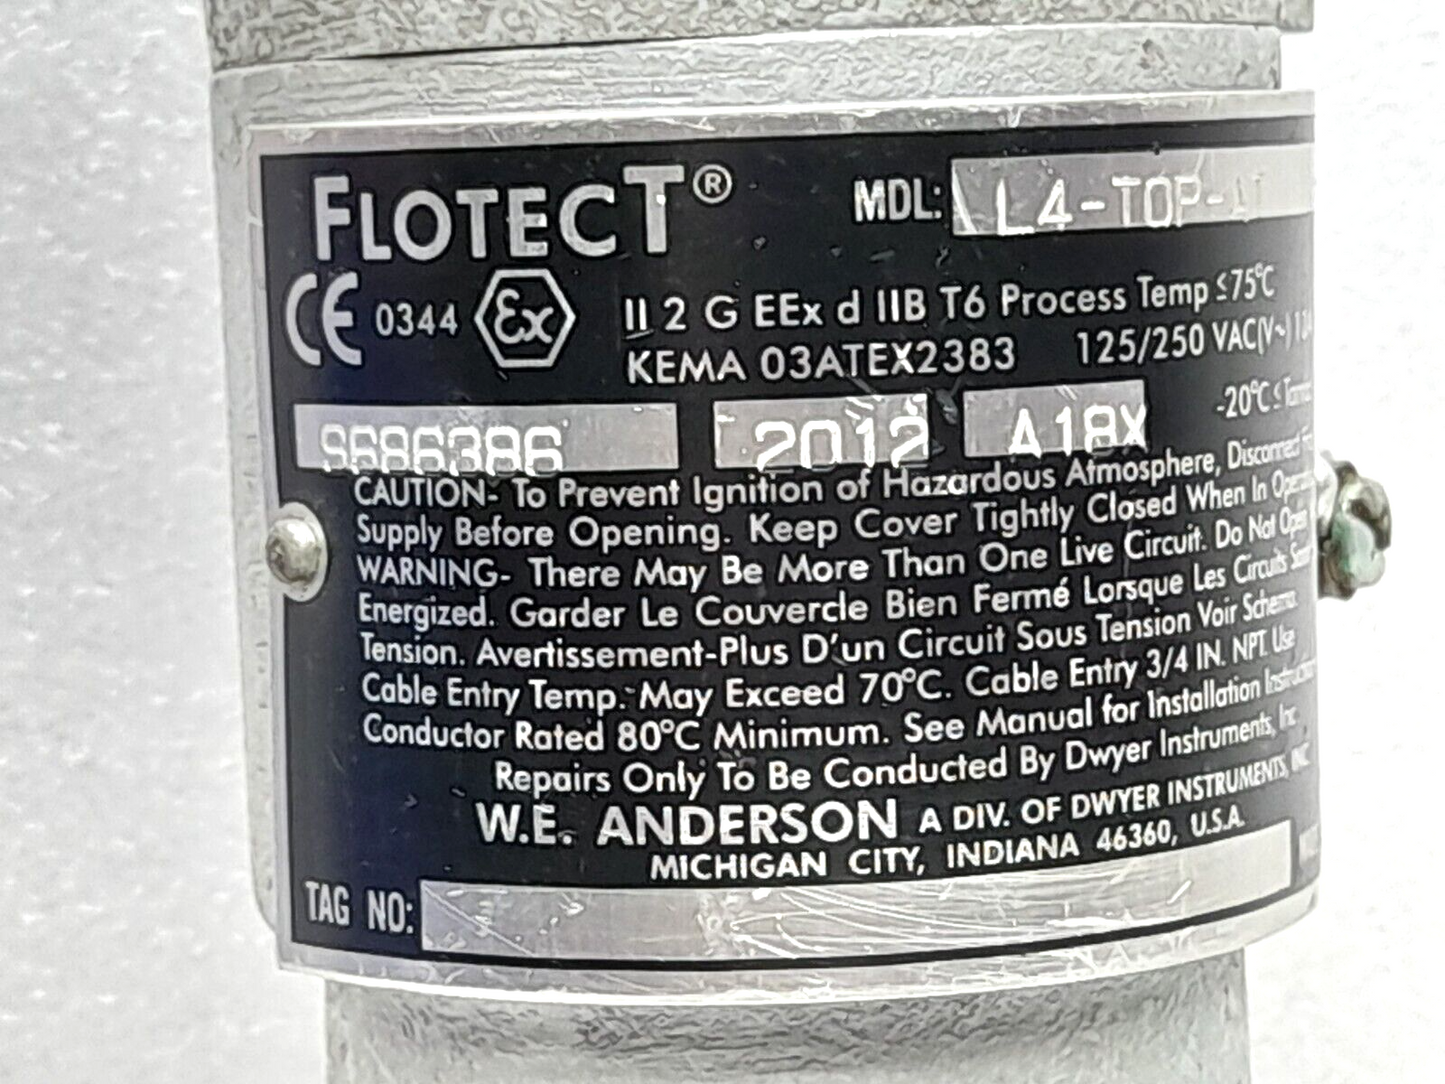 FLOTECT®
MDL: L4-TOP-
CE 0344 Ex II 2 G EEx d IIB T6 Process Temp ≤75°C
KEMA 03ATEX2383 125/250 VAC(V~)
-20°C ≤
S686386 2012 A18X
CAUTION- To Prevent Ignition of Hazardous Atmosphere, Disconnect
Supply Before Opening. Keep Cover Tightly Closed When In
WARNING- There May Be More Than One Live Circuit. Do Not Open
Energized. Garder Le Couvercle Bien Fermé Lorsque Les Circuits
Tension. Avertissement-Plus D'un Circuit Sous Tension Voir Schema.
Cable Entry Temp. May Exceed 70°C. Cable Entry 3/4 IN. NPT. Use
Conductor Rated 80°C Minimum. See Manual for Installation
Repairs Only To Be Conducted By Dwyer Instruments, Inc.
W.E. ANDERSON A DIV. OF DWYER INSTRUMENTS, INC.
MICHIGAN CITY, INDIANA 46360, U.S.A.
TAG NO: